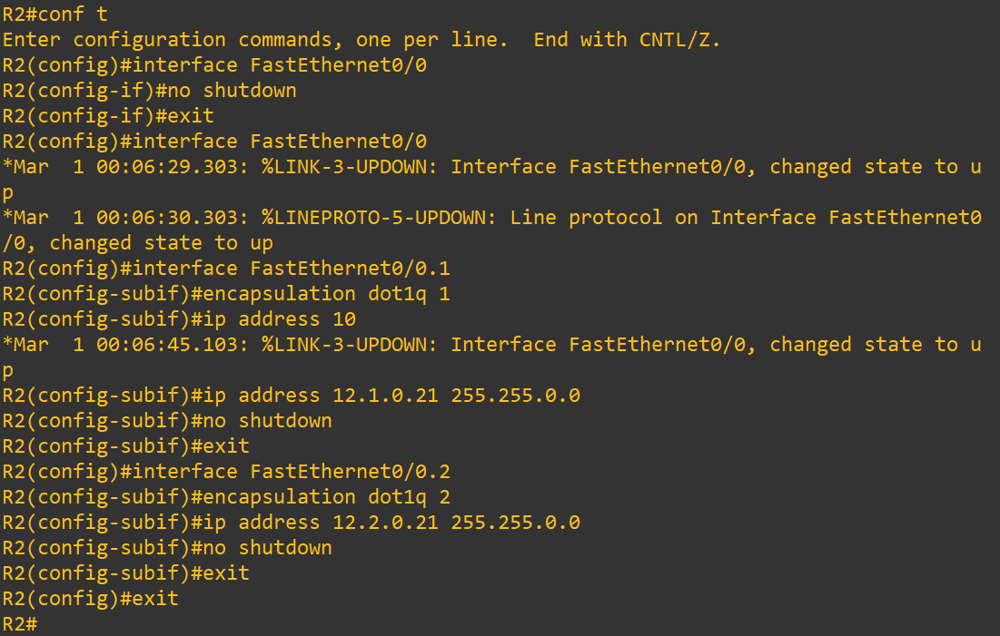 R2#conf t
Enter configuration commands, one per line.  End with CNTL/Z.
R2(config)#interface FastEthernet0/0
R2(config-if)#no shutdown
R2(config-if)#exit
R2(config)#interface FastEthernet0/0
*Mar  1 00:06:29.303: %LINK-3-UPDOWN: Interface FastEthernet0/0, changed state to u
p
*Mar  1 00:06:30.303: %LINEPROTO-5-UPDOWN: Line protocol on Interface FastEthernet0
/0, changed state to up
R2(config)#interface FastEthernet0/0.1
R2(config-subif)#encapsulation dot1q 1
R2(config-subif)#ip address 10
*Mar  1 00:06:45.103: %LINK-3-UPDOWN: Interface FastEthernet0/0, changed state to u
p
R2(config-subif)#ip address 12.1.0.21 255.255.0.0
R2(config-subif)#no shutdown
R2(config-subif)#exit
R2(config)#interface FastEthernet0/0.2
R2(config-subif)#encapsulation dot1q 2
R2(config-subif)#ip address 12.2.0.21 255.255.0.0
R2(config-subif)#no shutdown
R2(config-subif)#exit
R2(config)#exit
R2#